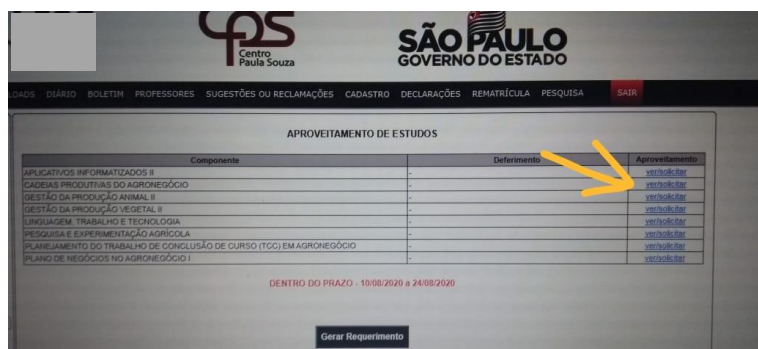 CPS
Centro
Paula Souza
SÃO PAULO
GOVERNO DO ESTADO
DIÁRIO BOLETIM PROFESSORES SUGESTÕES OU RECLAMAÇÕES CADASTRO DECLARAÇÕES REMATRÍCULA PESQUISA SAIR
APROVEITAMENTO DE ESTUDOS
Componente Deferimento Aproveitamento
APLICATIVOS INFORMATIZADOS II - ver/solicitar
CADEIAS PRODUTIVAS DO AGRONEGÓCIO - ver/solicitar
GESTÃO DA PRODUÇÃO ANIMAL II - ver/solicitar
GESTÃO DA PRODUÇÃO VEGETAL II - ver/solicitar
LINGUAGEM, TRABALHO E TECNOLOGIA - ver/solicitar
PESQUISA E EXPERIMENTAÇÃO AGRÍCOLA - ver/solicitar
PLANEJAMENTO DO TRABALHO DE CONCLUSÃO DE CURSO (TCC) EM AGRONEGÓCIO - ver/solicitar
PLANO DE NEGÓCIOS NO AGRONEGÓCIO I - ver/solicitar
DENTRO DO PRAZO - 10/08/2020 a 24/08/2020
Gerar Requerimento